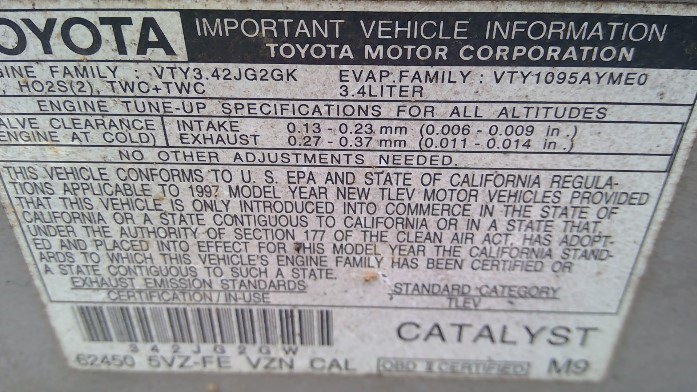 OYOTA IMPORTANT VEHICLE INFORMATION
TOYOTA MOTOR CORPORATION
GINE FAMILY : VTY3.42JG2GK EVAP.FAMILY : VTY1095AYME0
, HO2S(2), TWC+TWC 3.4LITER
ENGINE TUNE-UP SPECIFICATIONS FOR ALL ALTITUDES
ALVE CLEARANCE INTAKE 0.13 - 0.23 mm (0.006 - 0.009 in.)
ENGINE AT COLD) EXHAUST 0.27 - 0.37 mm (0.011 - 0.014 in.)
NO OTHER ADJUSTMENTS NEEDED.
THIS VEHICLE CONFORMS TO U. S. EPA AND STATE OF CALIFORNIA REGULA-
TIONS APPLICABLE TO 1997 MODEL YEAR NEW TLEV MOTOR VEHICLES PROVIDED
THAT THIS VEHICLE IS ONLY INTRODUCED INTO COMMERCE IN THE STATE OF
CALIFORNIA OR A STATE CONTIGUOUS TO CALIFORNIA OR IN A STATE THAT,
UNDER THE AUTHORITY OF SECTION 177 OF THE CLEAN AIR ACT, HAS ADOPT-
ED AND PLACED INTO EFFECT FOR THIS MODEL YEAR THE CALIFORNIA STAND-
ARDS TO WHICH THIS VEHICLE'S ENGINE FAMILY HAS BEEN CERTIFIED OR
A STATE CONTIGUOUS TO SUCH A STATE.
EXHAUST EMISSION STANDARDS STANDARD CATEGORY
CERTIFICATION/IN-USE TLEV
S42JG2GW CATALYST
62450 5VZ-FE VZN CAL OBD II CERTIFIED M9